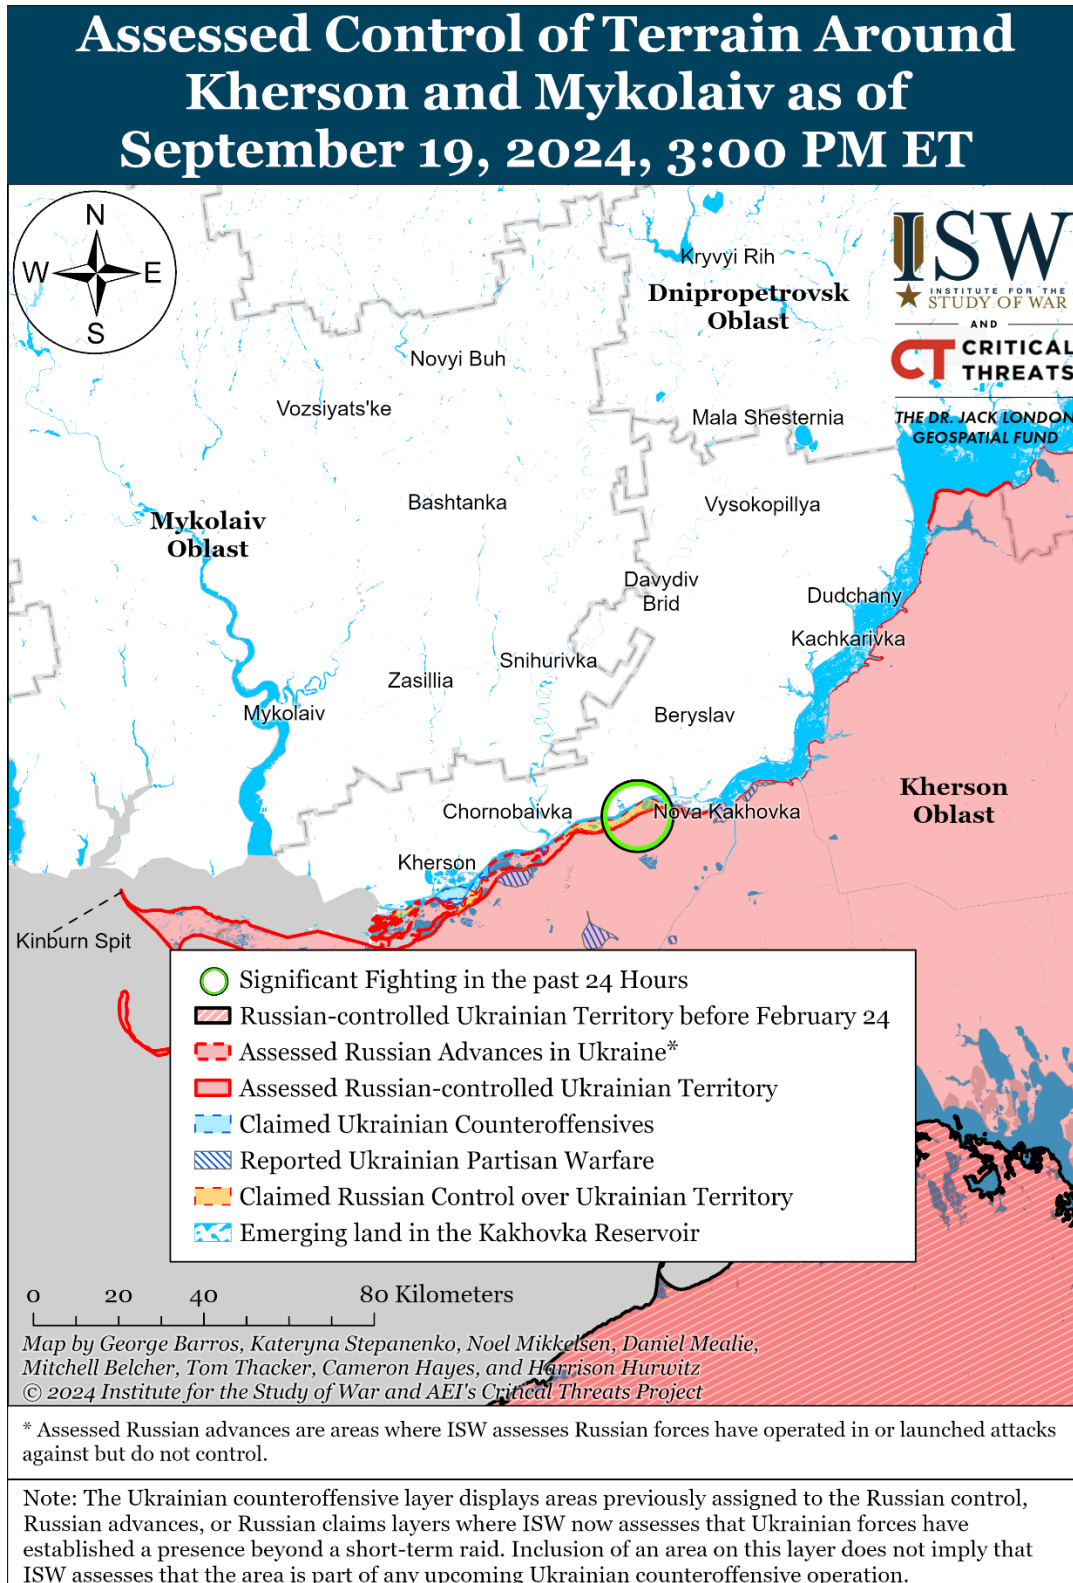 Assessed Control of Terrain Around
Kherson and Mykolaiv as of
September 19, 2024, 3:00 PM ET
N
W
E
S
ISW
INSTITUTE FOR THE
STUDY OF WAR
AND
CT CRITICAL
THREATS
THE DR. JACK LONDON
GEOSPATIAL FUND
Kryvyi Rih
Dnipropetrovsk
Oblast
Novyi Buh
Vozsiyats'ke
Mala Shesternia
Bashtanka
Vysokopillya
Mykolaiv
Oblast
Davydiv
Brid
Dudchany
Kachkarivka
Snihurivka
Zasillia
Mykolaiv
Beryslav
Kherson
Oblast
Chornobaivka
Nova Kakhovka
Kherson
Kinburn Spit
Significant Fighting in the past 24 Hours
Russian-controlled Ukrainian Territory before February 24
Assessed Russian Advances in Ukraine*
Assessed Russian-controlled Ukrainian Territory
Claimed Ukrainian Counteroffensives
Reported Ukrainian Partisan Warfare
Claimed Russian Control over Ukrainian Territory
Emerging land in the Kakhovka Reservoir
0 20 40 80 Kilometers
Map by George Barros, Kateryna Stepanenko, Noel Mikkelsen, Daniel Mealie,
Mitchell Belcher, Tom Thacker, Cameron Hayes, and Harrison Hurwitz
© 2024 Institute for the Study of War and AEI's Critical Threats Project
* Assessed Russian advances are areas where ISW assesses Russian forces have operated in or launched attacks
against but do not control.
Note: The Ukrainian counteroffensive layer displays areas previously assigned to the Russian control,
Russian advances, or Russian claims layers where ISW now assesses that Ukrainian forces have
established a presence beyond a short-term raid. Inclusion of an area on this layer does not imply that
ISW assesses that the area is part of any upcoming Ukrainian counteroffensive operation.